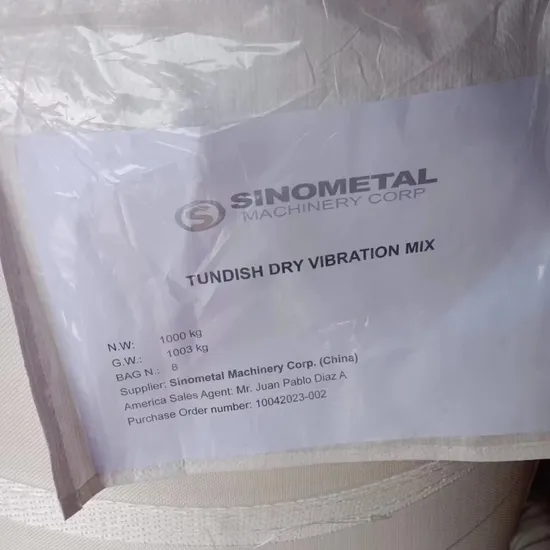 SINOMETAL
MACHINERY CORP
TUNDISH DRY VIBRATION MIX
N.W: 1000 kg
G.W.: 1003 kg
BAG N.: 8
Supplier: Sinometal Machinery Corp. (China)
America Sales Agent: Mr. Juan Pablo Diaz A
Purchase Order number: 10042023-002